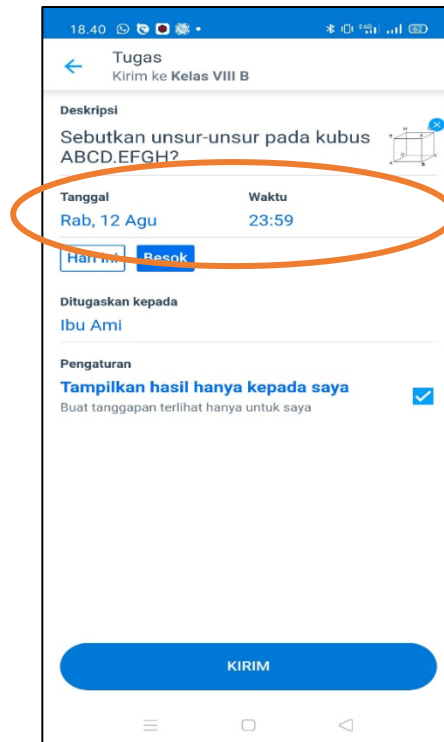 18.40
Tugas
Kirim ke Kelas VIII B
Deskripsi
Sebutkan unsur-unsur pada kubus
ABCD.EFGH?
Tanggal Waktu
Rab, 12 Agu 23:59
Hari ini Besok
Ditugaskan kepada
Ibu Ami
Pengaturan
Tampilkan hasil hanya kepada saya
Buat tanggapan terlihat hanya untuk saya
KIRIM